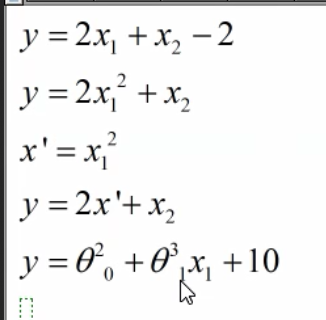 y = 2x₁ + x₂ − 2
y = 2x₁² + x₂
x' = x₁²
y = 2x'+ x₂
y = θ²₀ + θ³₁x₁ + 10